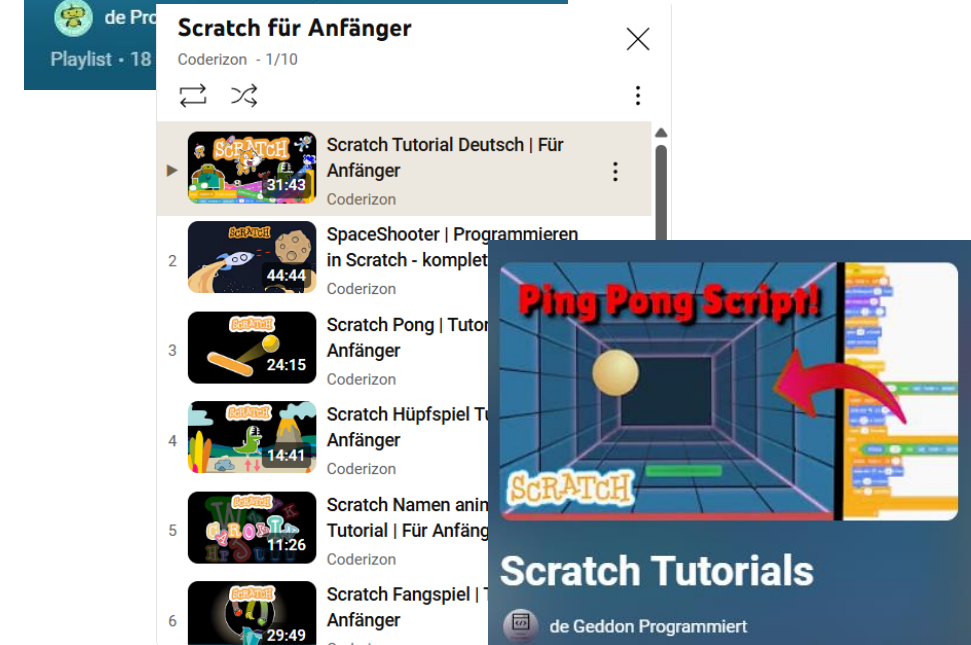 de Pro
Playlist • 18
Scratch für Anfänger
Coderizon - 1/10
SCRATCH
31:43
Scratch Tutorial Deutsch | Für
Anfänger
Coderizon
2
SCRATCH
44:44
SpaceShooter | Programmieren
in Scratch - komplet
Coderizon
3
SCRATCH
24:15
Scratch Pong | Tutor
Anfänger
Coderizon
4
SCRATCH
14:41
Scratch Hüpfspiel Tu
Anfänger
Coderizon
5
SCRATCH
11:26
Scratch Namen anim
Tutorial | Für Anfäng
Coderizon
6
SCRATCH
29:49
Scratch Fangspiel | T
Anfänger
Ping Pong Script!
SCRATCH
Scratch Tutorials
de Geddon Programmiert